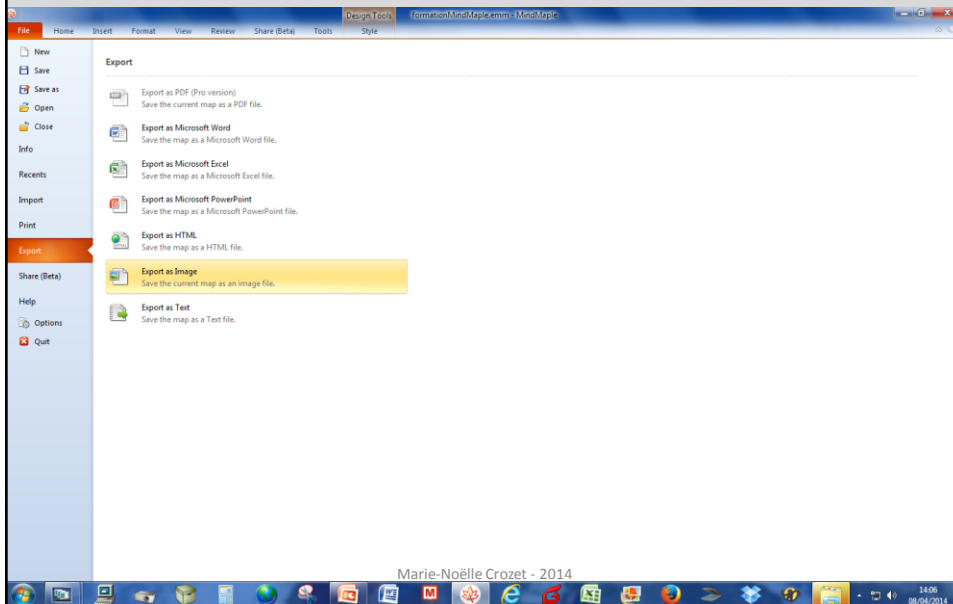 Design Tools formationMindMaple.emm - MindMaple
File Home Insert Format View Review Share (Beta) Tools Style
New
Save
Save as
Open
Close
Info
Recents
Import
Print
Export
Share (Beta)
Help
Options
Quit
Export
Export as PDF (Pro version)
Save the current map as a PDF file.
Export as Microsoft Word
Save the map as a Microsoft Word file.
Export as Microsoft Excel
Save the map as a Microsoft Excel file.
Export as Microsoft PowerPoint
Save the map as a Microsoft PowerPoint file.
Export as HTML
Save the map as a HTML file.
Export as Image
Save the current map as an image file.
Export as Text
Save the map as a Text file.
Marie-Noëlle Crozet - 2014
14:06
08/04/2014